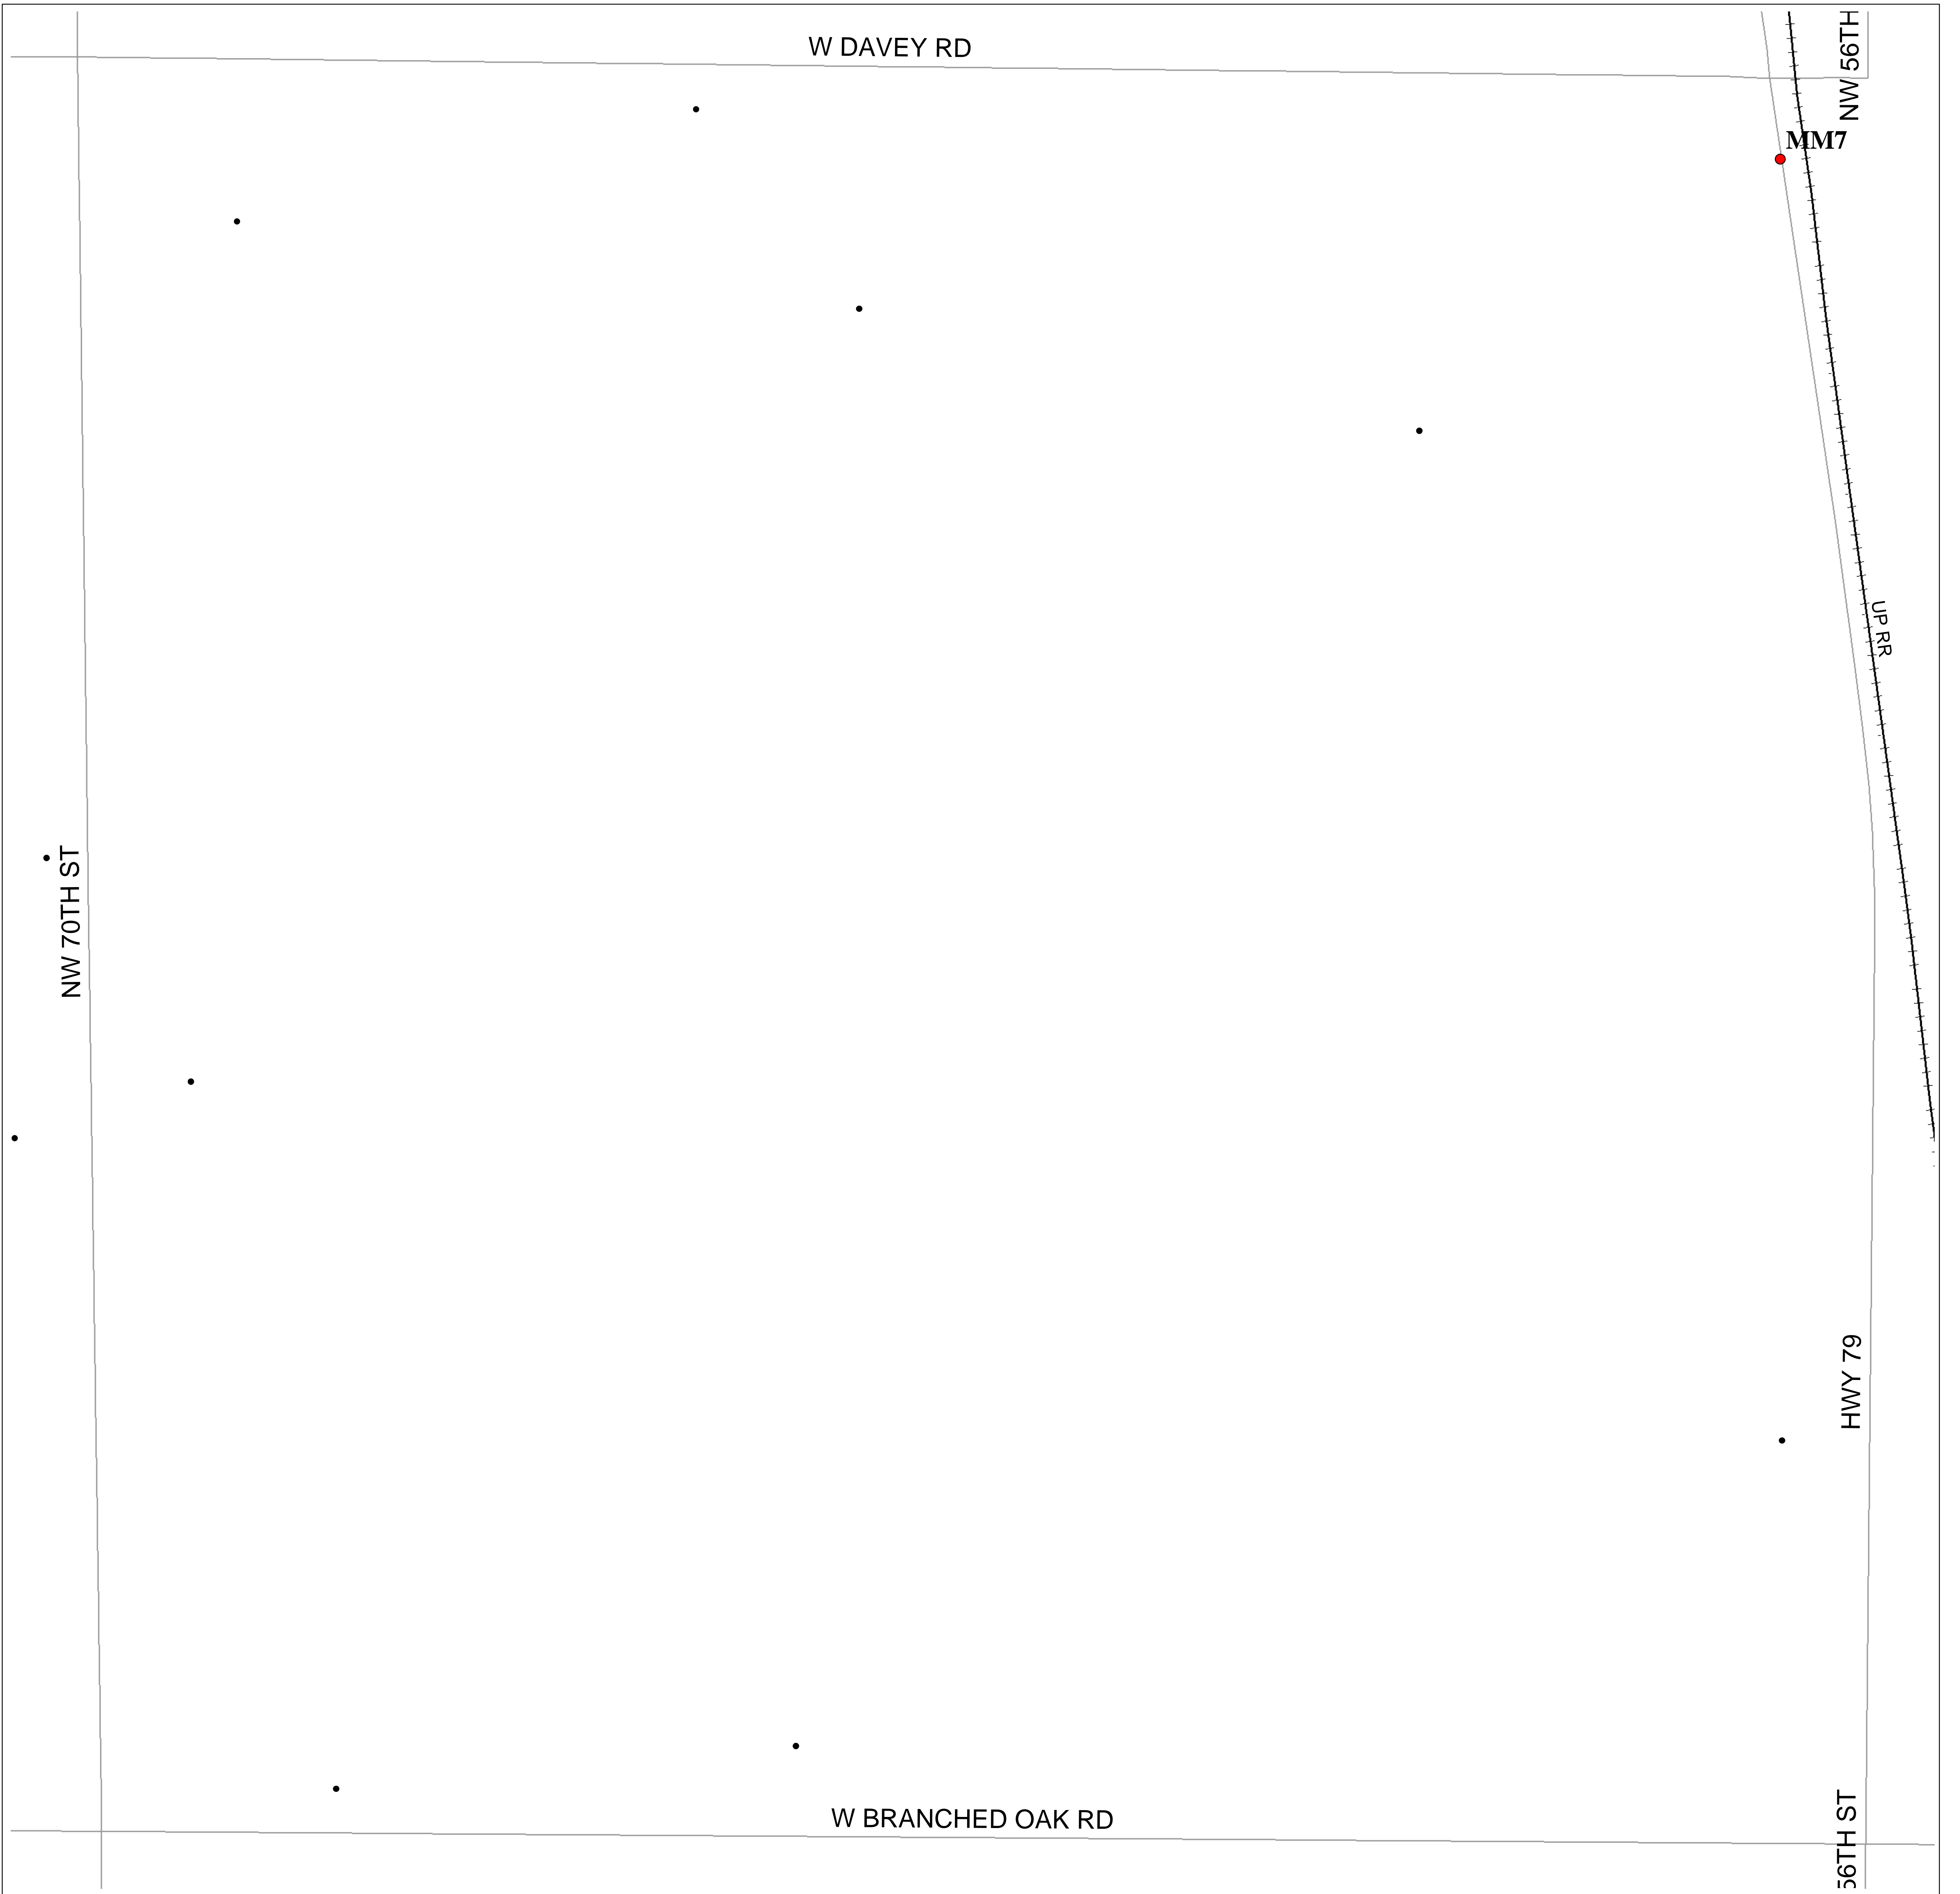 W DAVEY RD
NW 56TH
MM7
UP RR
NW 70TH ST
HWY 79
W BRANCHED OAK RD
56TH ST